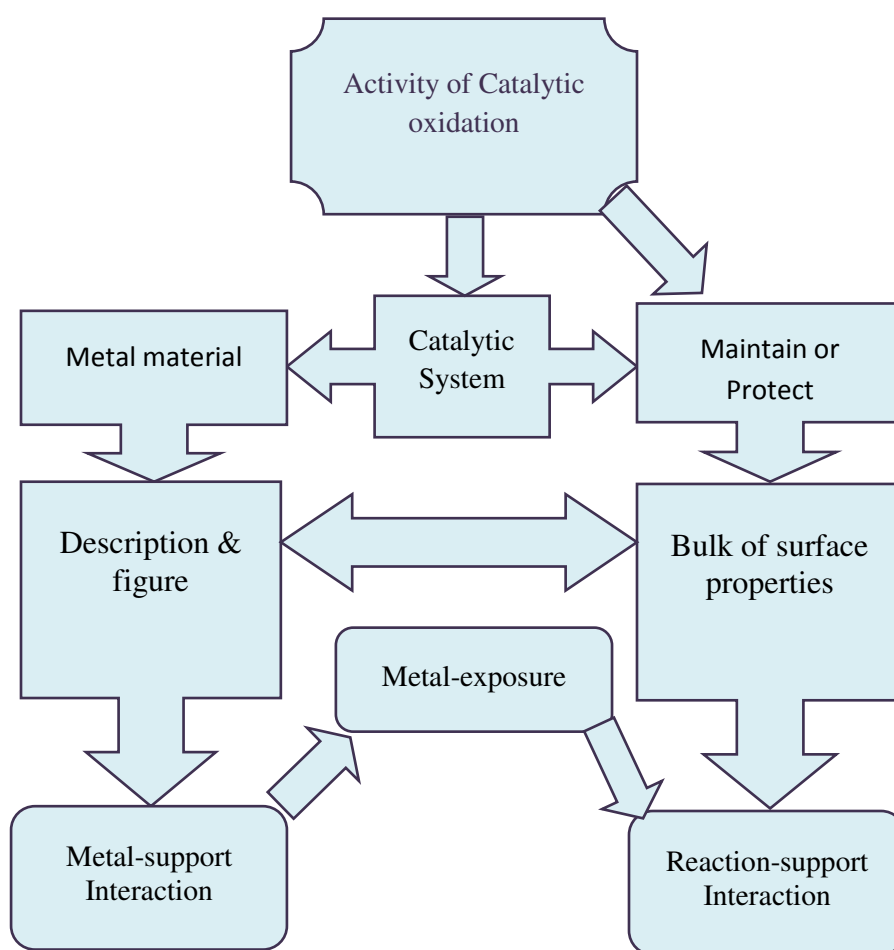 Activity of Catalytic
oxidation
Metal material
Catalytic
System
Maintain or
Protect
Description &
figure
Bulk of surface
properties
Metal-exposure
Metal-support
Interaction
Reaction-support
Interaction